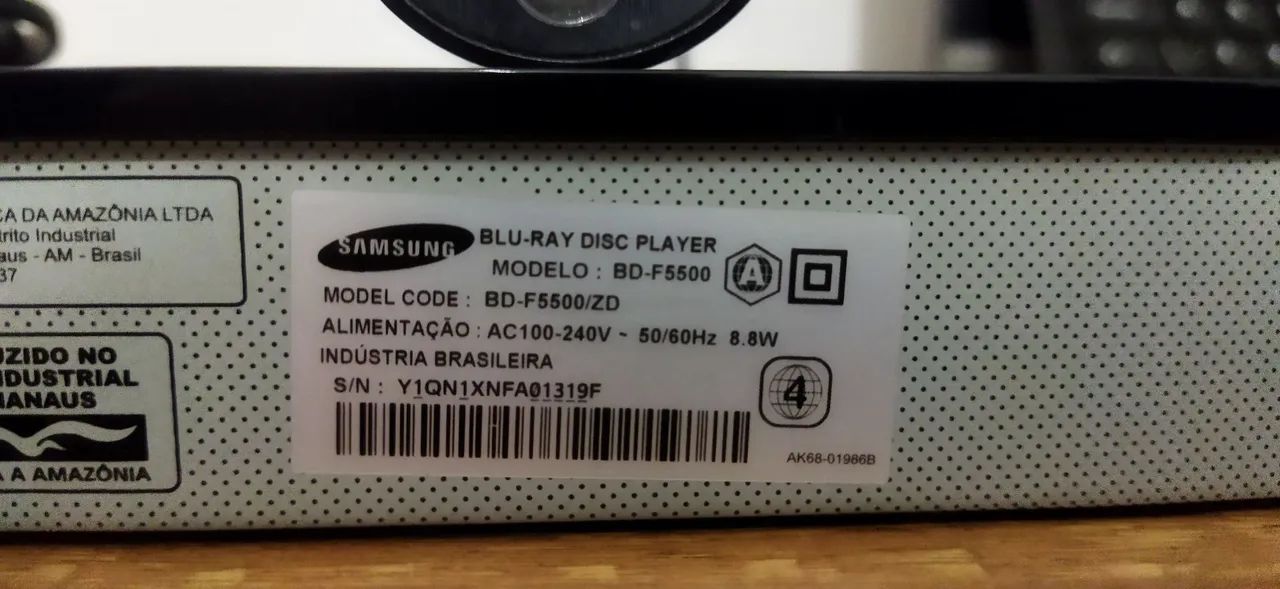 CA DA AMAZÔNIA LTDA
trito Industrial
aus - AM - Brasil
37
UZIDO NO
NDUSTRIAL
MANAUS
A A AMAZÔNIA
SAMSUNG
BLU-RAY DISC PLAYER
MODELO : BD-F5500
A
MODEL CODE : BD-F5500/ZD
ALIMENTAÇÃO : AC100-240V ~ 50/60Hz 8.8W
INDÚSTRIA BRASILEIRA
S/N : Y1QN1XNFA01319F
4
AK68-01986B